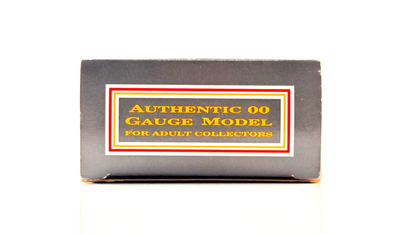 AUTHENTIC 00
GAUGE MODEL
FOR ADULT COLLECTORS